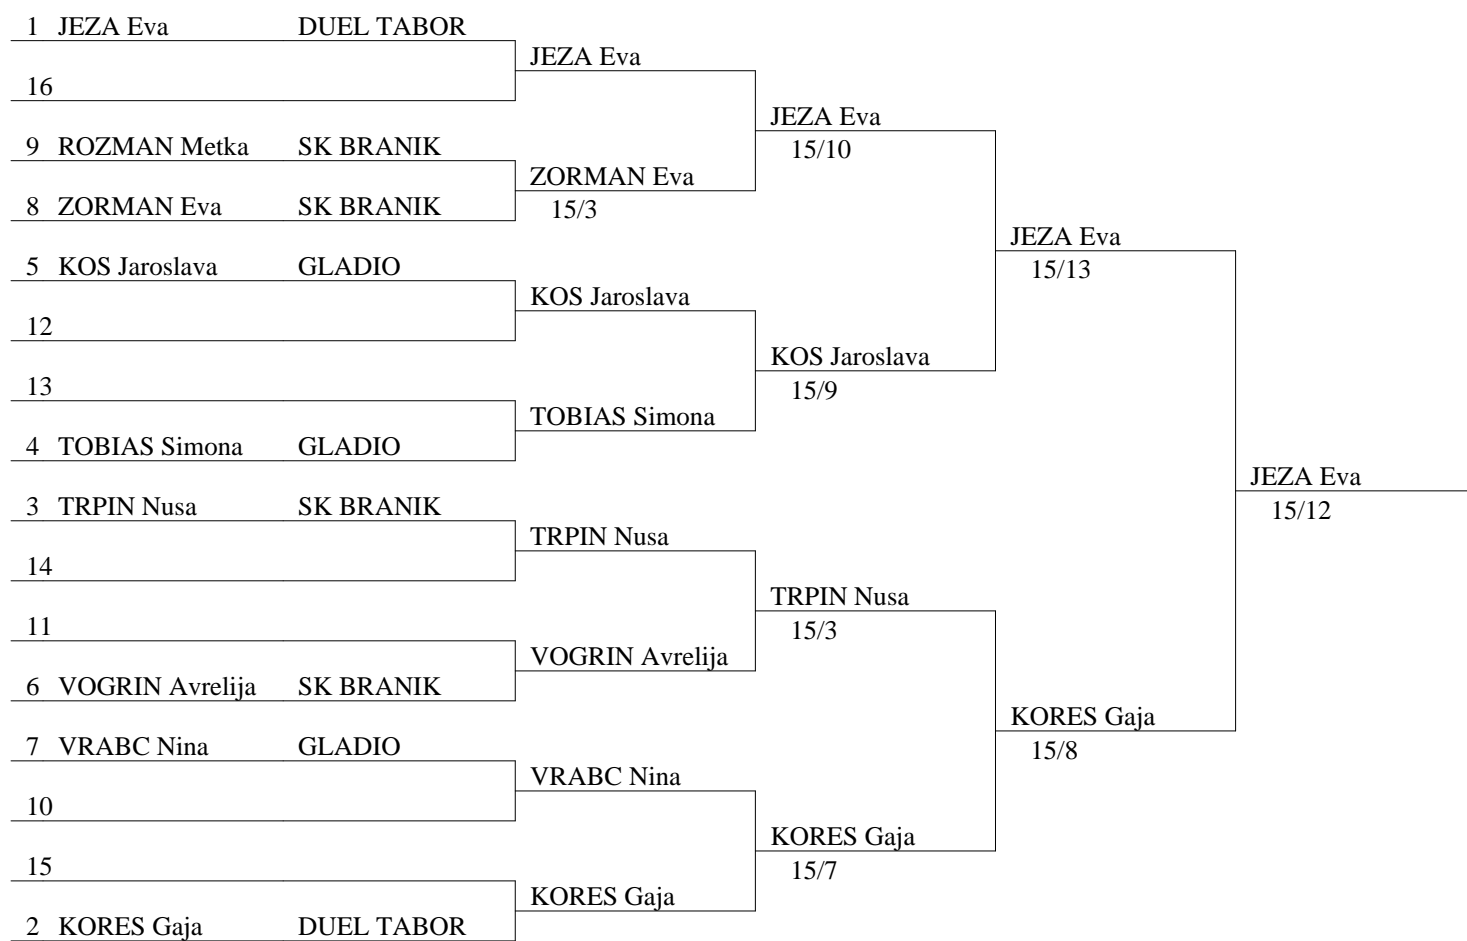 1 JEZA Eva DUEL TABOR
JEZA Eva
16
JEZA Eva
15/10
9 ROZMAN Metka SK BRANIK
ZORMAN Eva
15/3
8 ZORMAN Eva SK BRANIK
JEZA Eva
15/13
5 KOS Jaroslava GLADIO
KOS Jaroslava
12
KOS Jaroslava
15/9
13
TOBIAS Simona
4 TOBIAS Simona GLADIO
JEZA Eva
15/12
3 TRPIN Nusa SK BRANIK
TRPIN Nusa
14
TRPIN Nusa
15/3
11
VOGRIN Avrelija
6 VOGRIN Avrelija SK BRANIK
KORES Gaja
15/8
7 VRABC Nina GLADIO
VRABC Nina
10
KORES Gaja
15/7
15
KORES Gaja
2 KORES Gaja DUEL TABOR